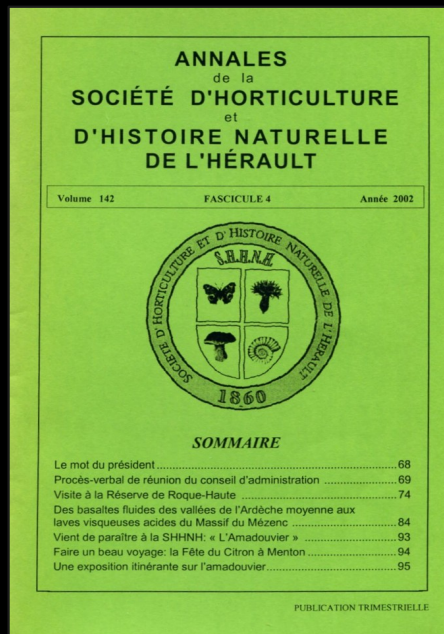 ANNALES
de la
SOCIÉTÉ D'HORTICULTURE
et
D'HISTOIRE NATURELLE
DE L'HÉRAULT
Volume 142 FASCICULE 4 Année 2002
SOCIETE D'HORTICULTURE ET D'HISTOIRE NATURELLE DE L'HERAULT
S.H.H.N.H.
1860
SOMMAIRE
Le mot du président 68
Procès-verbal de réunion du conseil d'administration 69
Visite à la Réserve de Roque-Haute 74
Des basaltes fluides des vallées de l'Ardèche moyenne aux
laves visqueuses acides du Massif du Mézenc 84
Vient de paraître à la SHHNH: « L'Amadouvier » 93
Faire un beau voyage: la Fête du Citron à Menton 94
Une exposition itinérante sur l'amadouvier 95
PUBLICATION TRIMESTRIELLE